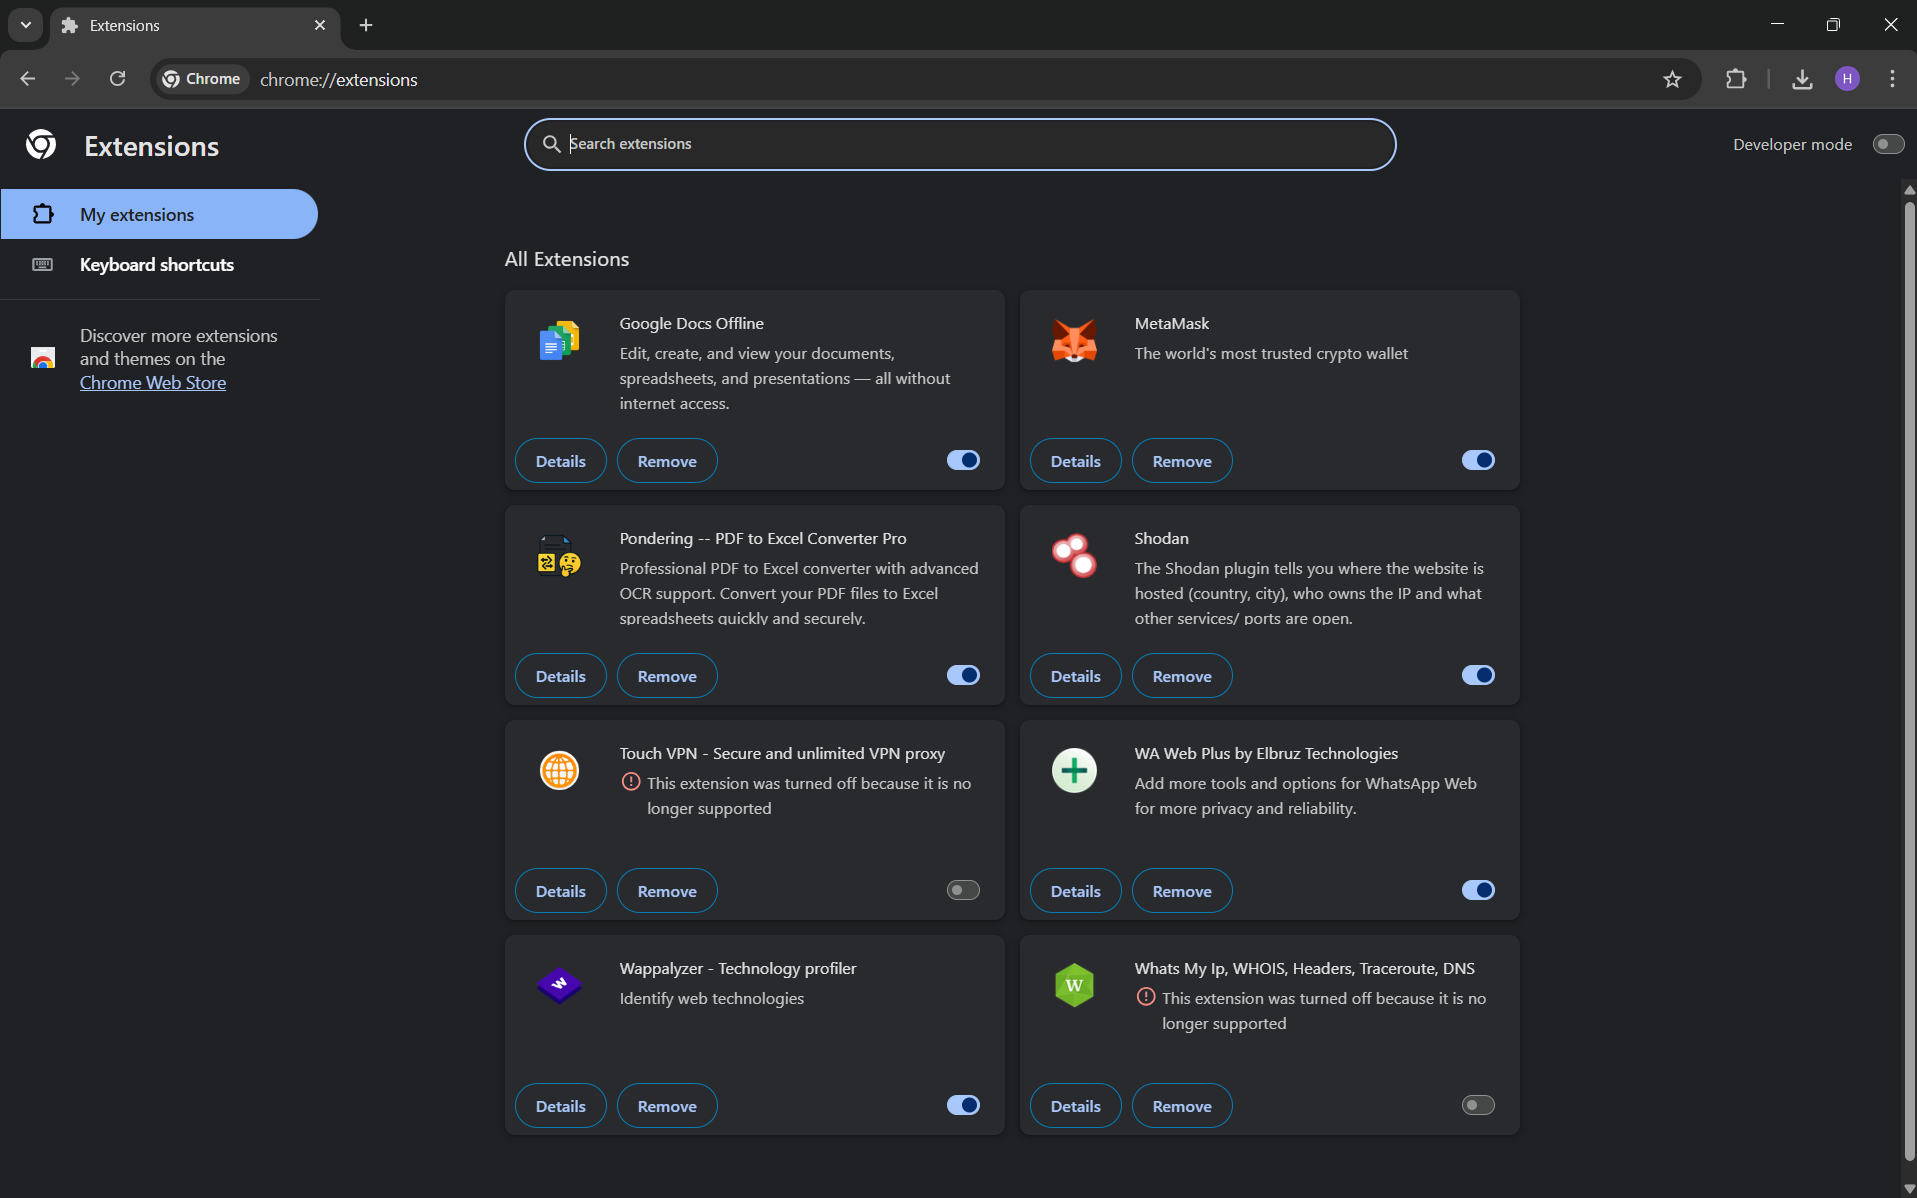 Extensions
Chrome
chrome://extensions
H
Extensions
Search extensions
Developer mode
My extensions
Keyboard shortcuts
Discover more extensions
and themes on the
Chrome Web Store
All Extensions
Google Docs Offline
Edit, create, and view your documents,
spreadsheets, and presentations — all without
internet access.
Details
Remove
MetaMask
The world's most trusted crypto wallet
Details
Remove
Pondering -- PDF to Excel Converter Pro
Professional PDF to Excel converter with advanced
OCR support. Convert your PDF files to Excel
spreadsheets quickly and securely.
Details
Remove
Shodan
The Shodan plugin tells you where the website is
hosted (country, city), who owns the IP and what
other services/ ports are open.
Details
Remove
Touch VPN - Secure and unlimited VPN proxy
This extension was turned off because it is no
longer supported
Details
Remove
WA Web Plus by Elbruz Technologies
Add more tools and options for WhatsApp Web
for more privacy and reliability.
Details
Remove
W
Wappalyzer - Technology profiler
Identify web technologies
Details
Remove
W
Whats My Ip, WHOIS, Headers, Traceroute, DNS
This extension was turned off because it is no
longer supported
Details
Remove